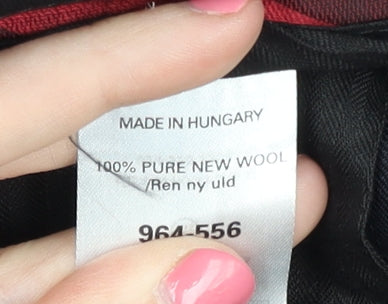 MADE IN HUNGARY
100% PURE NEW WOOL
/Ren ny uld
964-556